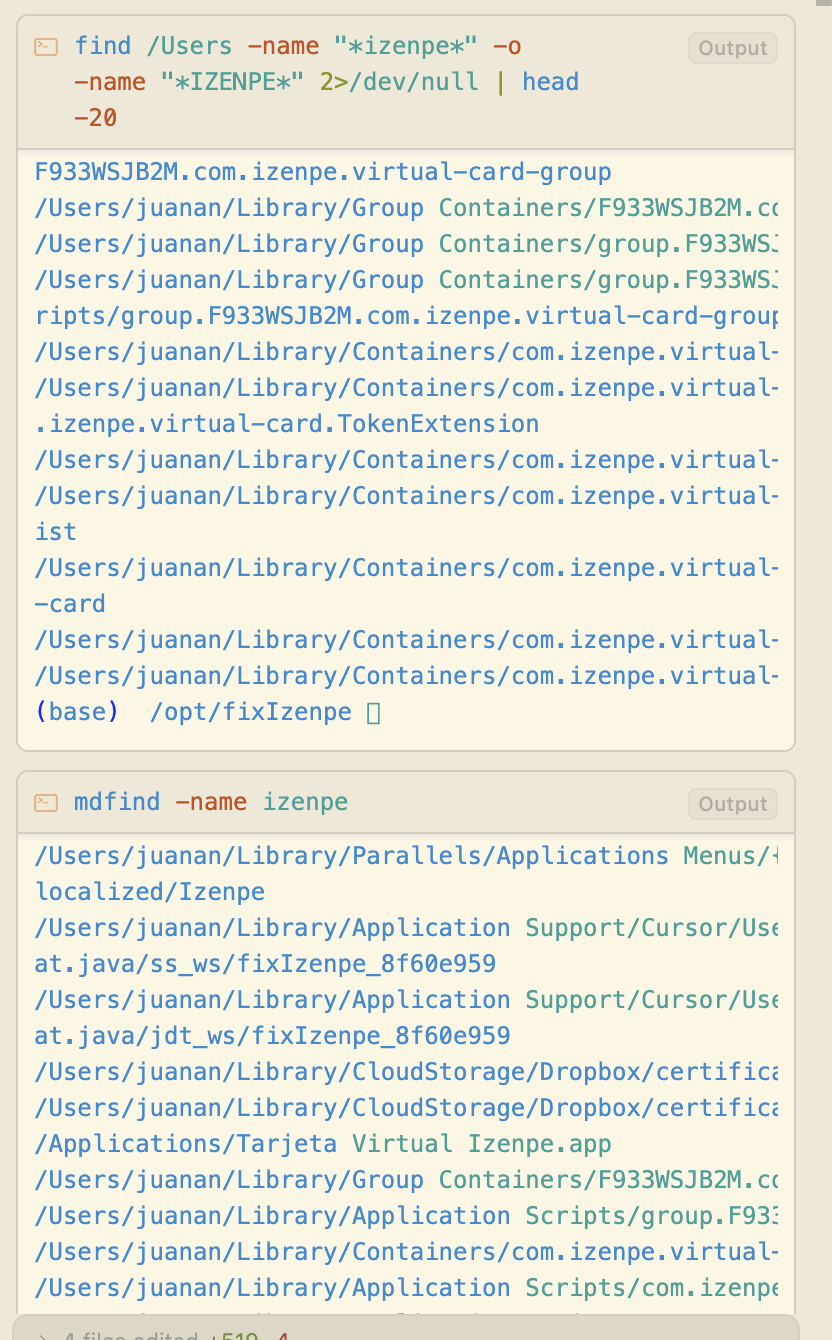 find /Users -name "*izenpe*" -o
-name "*IZENPE*" 2>/dev/null | head
-20
Output
F933WSJB2M.com.izenpe.virtual-card-group
/Users/juanan/Library/Group Containers/F933WSJB2M.co
/Users/juanan/Library/Group Containers/group.F933WSJ
/Users/juanan/Library/Group Containers/group.F933WSJ
ripts/group.F933WSJB2M.com.izenpe.virtual-card-group
/Users/juanan/Library/Containers/com.izenpe.virtual-
/Users/juanan/Library/Containers/com.izenpe.virtual-
.izenpe.virtual-card.TokenExtension
/Users/juanan/Library/Containers/com.izenpe.virtual-
/Users/juanan/Library/Containers/com.izenpe.virtual-
ist
/Users/juanan/Library/Containers/com.izenpe.virtual-
-card
/Users/juanan/Library/Containers/com.izenpe.virtual-
/Users/juanan/Library/Containers/com.izenpe.virtual-
(base) /opt/fixIzenpe
mdfind -name izenpe
Output
/Users/juanan/Library/Parallels/Applications Menus/{
localized/Izenpe
/Users/juanan/Library/Application Support/Cursor/Use
at.java/ss_ws/fixIzenpe_8f60e959
/Users/juanan/Library/Application Support/Cursor/Use
at.java/jdt_ws/fixIzenpe_8f60e959
/Users/juanan/Library/CloudStorage/Dropbox/certifica
/Users/juanan/Library/CloudStorage/Dropbox/certifica
/Applications/Tarjeta Virtual Izenpe.app
/Users/juanan/Library/Group Containers/F933WSJB2M.co
/Users/juanan/Library/Application Scripts/group.F933
/Users/juanan/Library/Containers/com.izenpe.virtual-
/Users/juanan/Library/Application Scripts/com.izenpe
4 files edited +519 -4